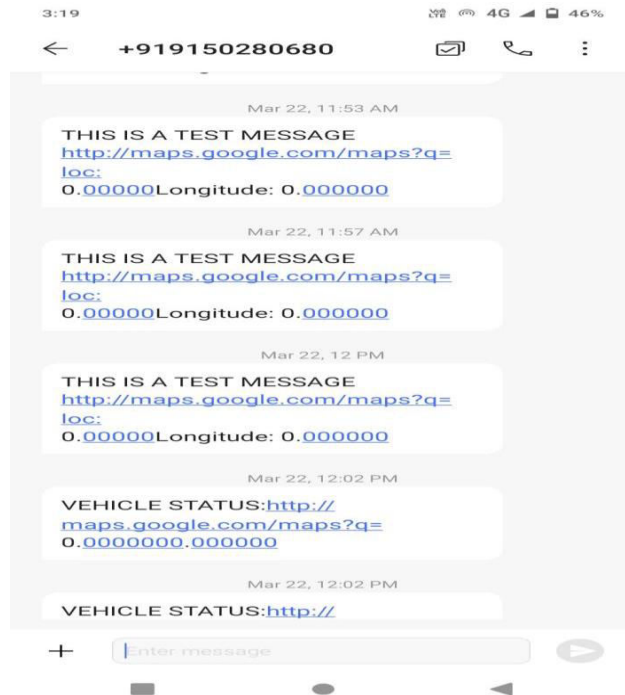 3:19
VoD LTE 4G 46%
+919150280680
Mar 22, 11:53 AM
THIS IS A TEST MESSAGE
http://maps.google.com/maps?q=
loc:
0.00000Longitude: 0.000000
Mar 22, 11:57 AM
THIS IS A TEST MESSAGE
http://maps.google.com/maps?q=
loc:
0.00000Longitude: 0.000000
Mar 22, 12 PM
THIS IS A TEST MESSAGE
http://maps.google.com/maps?q=
loc:
0.00000Longitude: 0.000000
Mar 22, 12:02 PM
VEHICLE STATUS:http://
maps.google.com/maps?q=
0.0000000.000000
Mar 22, 12:02 PM
VEHICLE STATUS:http://
Enter message